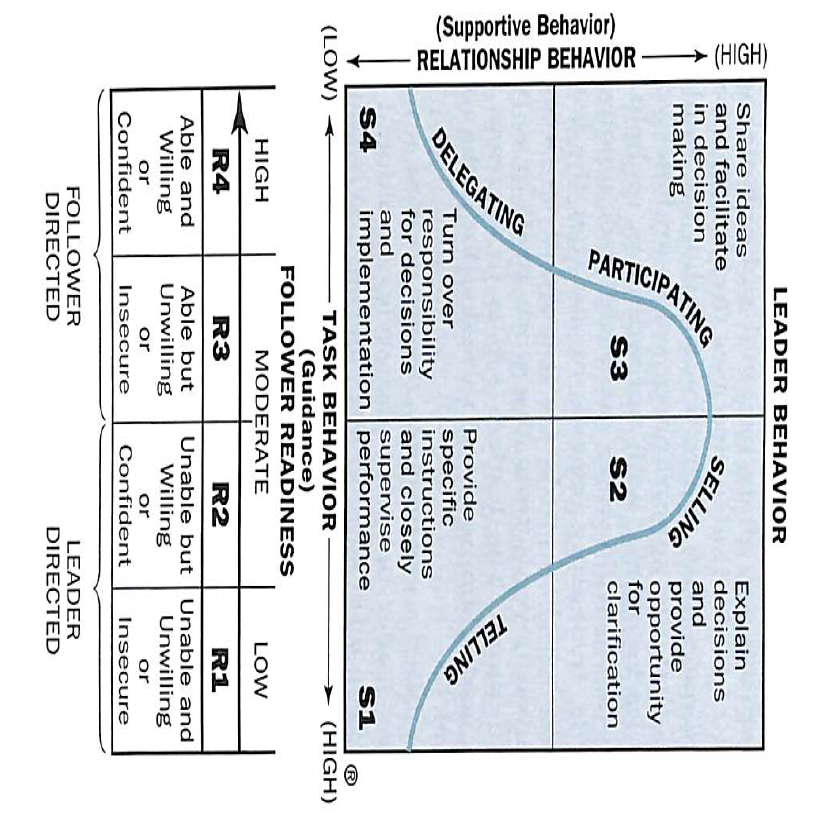 LEADER BEHAVIOR
(HIGH)
RELATIONSHIP BEHAVIOR
(Supportive Behavior)
(LOW)
Share ideas
and facilitate
in decision
making
PARTICIPATING
S3
Explain
decisions
and
provide
opportunity
for
clarification
SELLING
S2
DELEGATING
Turn over
responsibility
for decisions
and
implementation
S4
Provide
specific
instructions
and closely
supervise
performance
TELLING
S1
®
(LOW)
TASK BEHAVIOR
(HIGH)
(Guidance)
FOLLOWER READINESS
HIGH
MODERATE
LOW
R4
R3
R2
R1
Able and
Willing
or
Confident
Able but
Unwilling
or
Insecure
Unable but
Willing
or
Confident
Unable and
Unwilling
or
Insecure
FOLLOWER
DIRECTED
LEADER
DIRECTED